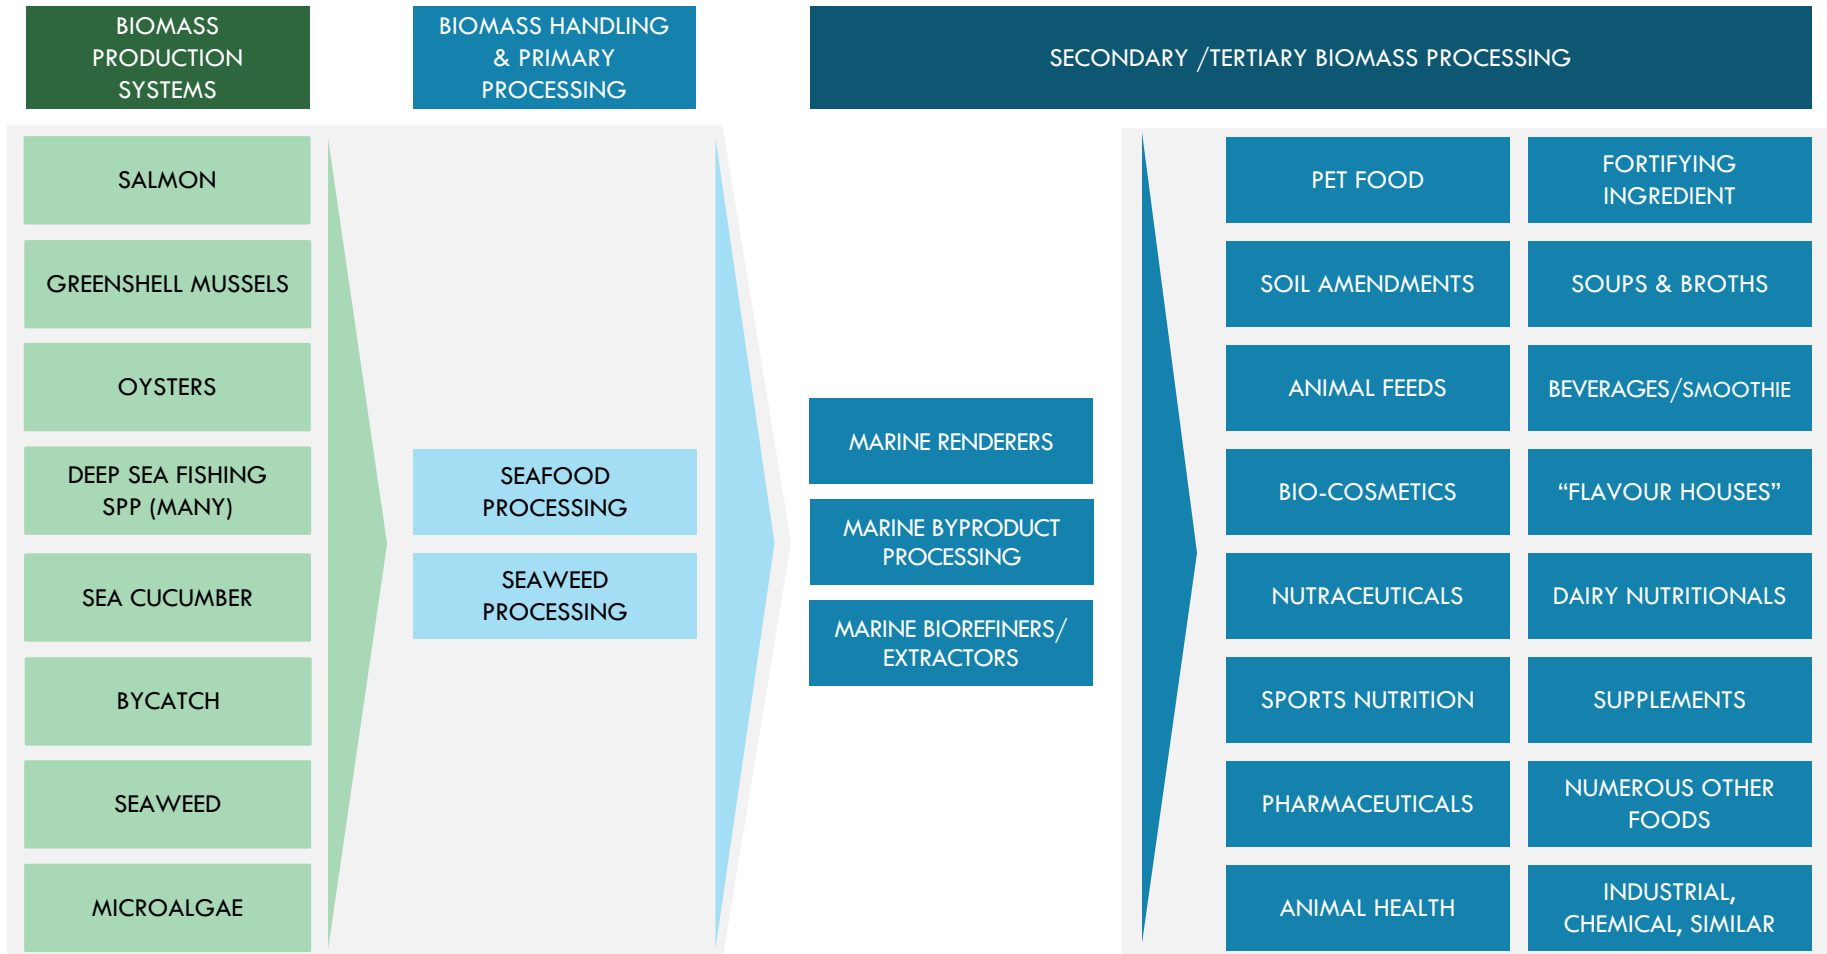 BIOMASS
PRODUCTION
SYSTEMS
BIOMASS HANDLING
& PRIMARY
PROCESSING
SECONDARY /TERTIARY BIOMASS PROCESSING
SALMON
GREENSHELL MUSSELS
OYSTERS
DEEP SEA FISHING
SPP (MANY)
SEA CUCUMBER
BYCATCH
SEAWEED
MICROALGAE
SEAFOOD
PROCESSING
SEAWEED
PROCESSING
MARINE RENDERERS
MARINE BYPRODUCT
PROCESSING
MARINE BIOREFINERS/
EXTRACTORS
PET FOOD
SOIL AMENDMENTS
ANIMAL FEEDS
BIO-COSMETICS
NUTRACEUTICALS
SPORTS NUTRITION
PHARMACEUTICALS
ANIMAL HEALTH
FORTIFYING
INGREDIENT
SOUPS & BROTHS
BEVERAGES/SMOOTHIE
“FLAVOUR HOUSES”
DAIRY NUTRITIONALS
SUPPLEMENTS
NUMEROUS OTHER
FOODS
INDUSTRIAL,
CHEMICAL, SIMILAR